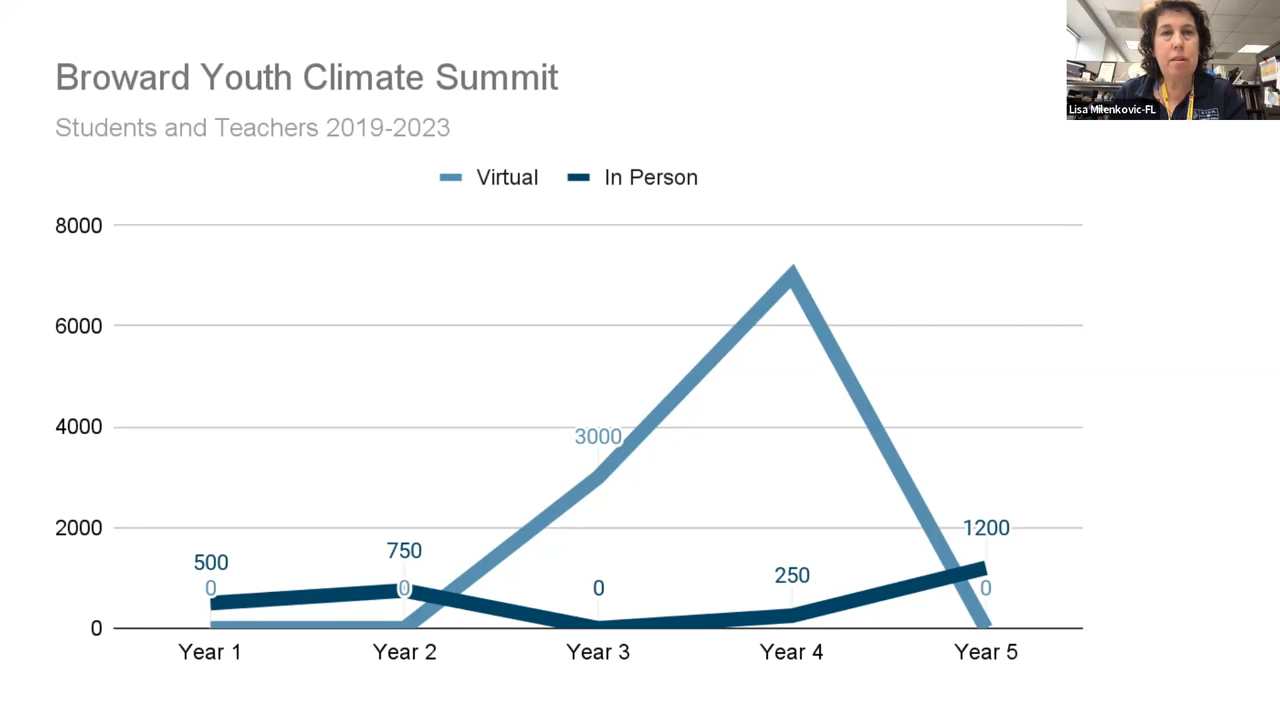 Broward Youth Climate Summit
Students and Teachers 2019-2023
Lisa Milenkovic-FL
Virtual In Person
8000
6000
4000
3000
2000
1200
750
500
250
0 0 0 0
0
Year 1 Year 2 Year 3 Year 4 Year 5